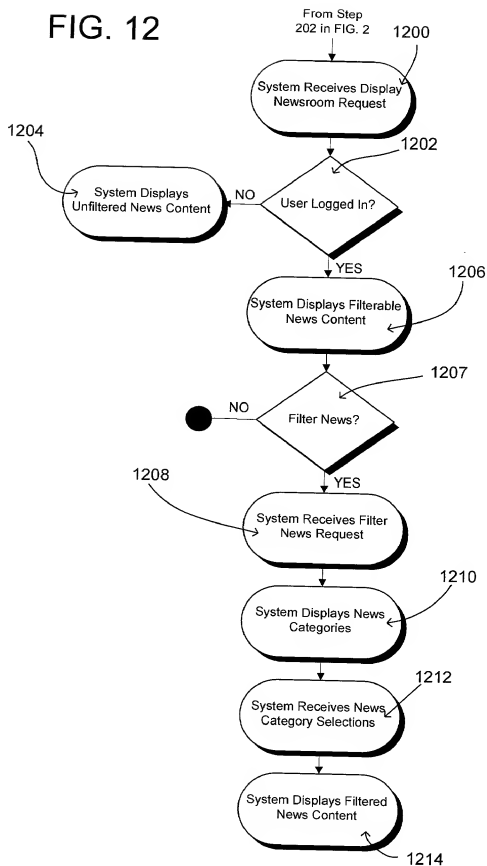 FIG. 12
From Step
202 in FIG. 2
1200
System Receives Display
Newsroom Request
1202
1204
User Logged In?
NO
System Displays
Unfiltered News Content
YES
1206
System Displays Filterable
News Content
1207
NO
Filter News?
YES
1208
System Receives Filter
News Request
1210
System Displays News
Categories
1212
System Receives News
Category Selections
System Displays Filtered
News Content
1214